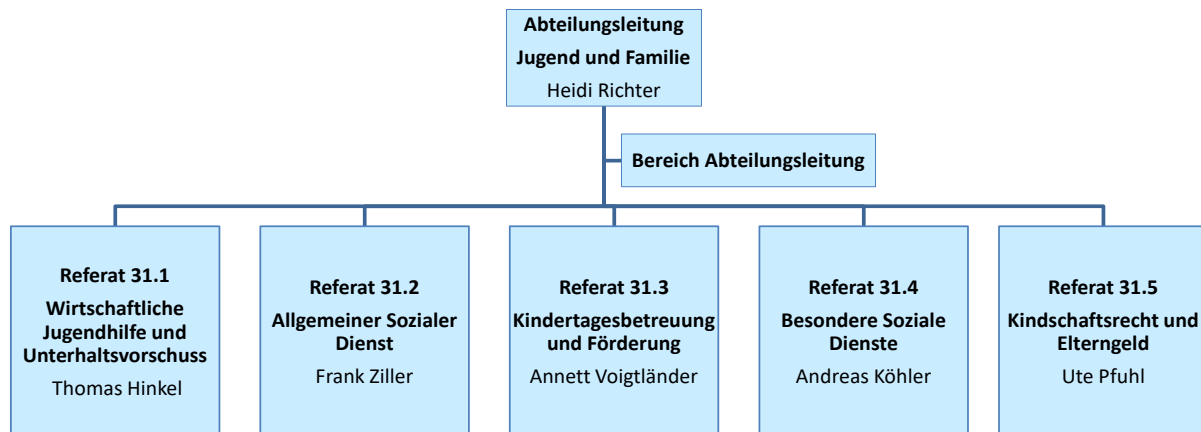 Abteilungsleitung
Jugend und Familie
Heidi Richter
Bereich Abteilungsleitung
Referat 31.1
Wirtschaftliche
Jugendhilfe und
Unterhaltsvorschuss
Thomas Hinkel
Referat 31.2
Allgemeiner Sozialer
Dienst
Frank Ziller
Referat 31.3
Kindertagesbetreuung
und Förderung
Annett Voigtländer
Referat 31.4
Besondere Soziale
Dienste
Andreas Köhler
Referat 31.5
Kindschaftsrecht und
Elterngeld
Ute Pfuhl